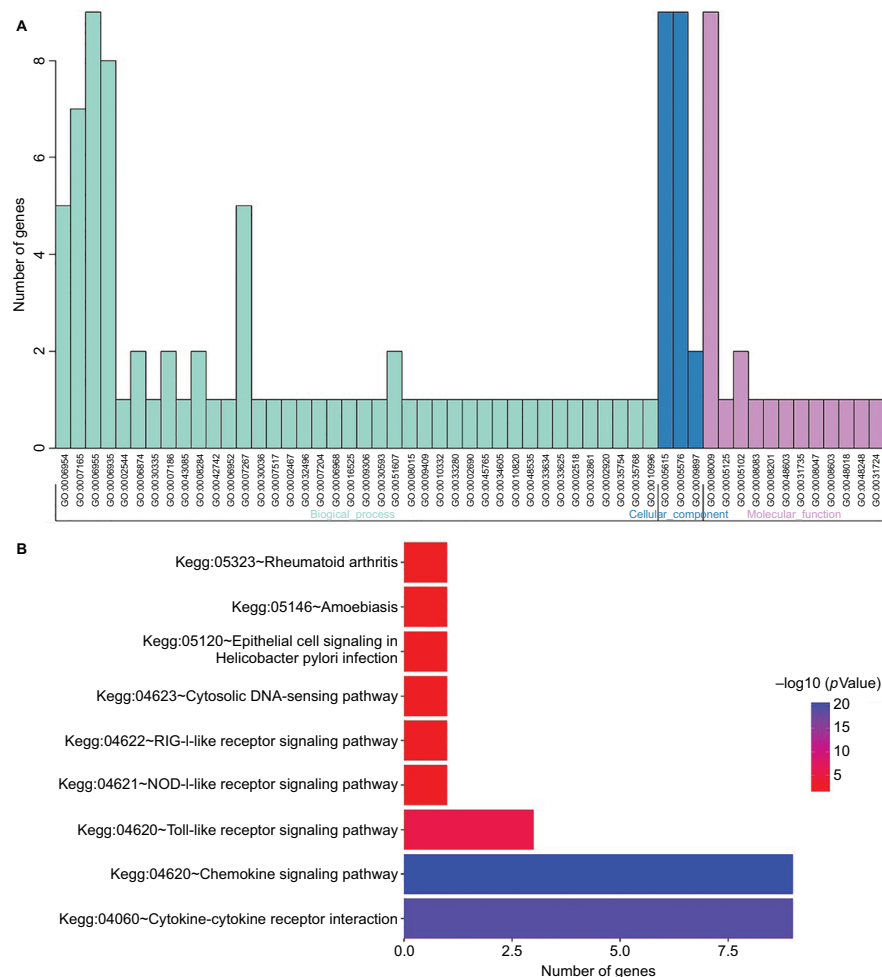 A
Number of genes
8
6
4
2
0
GO:0006954
GO:0007165
GO:0006955
GO:0006935
GO:0002544
GO:0006874
GO:0030335
GO:0007186
GO:0043085
GO:0008284
GO:0042742
GO:0006952
GO:0007267
GO:0030036
GO:0007517
GO:0002467
GO:0032496
GO:0007204
GO:0006968
GO:0016525
GO:0009306
GO:0030593
GO:0051607
GO:0008015
GO:0009409
GO:0010332
GO:0033280
GO:0002690
GO:0045765
GO:0034605
GO:0010820
GO:0048535
GO:0033634
GO:0033625
GO:0002518
GO:0032861
GO:0002920
GO:0035754
GO:0035768
GO:0010996
GO:0005615
GO:0005576
GO:0009897
GO:0008009
GO:0005125
GO:0005102
GO:0008083
GO:0008201
GO:0048603
GO:0031735
GO:0008047
GO:0008603
GO:0048018
GO:0048248
GO:0031724
Biogical_process
Cellular_component
Molecular_function
B
Kegg:05323~Rheumatoid arthritis
Kegg:05146~Amoebiasis
Kegg:05120~Epithelial cell signaling in
Helicobacter pylori infection
Kegg:04623~Cytosolic DNA-sensing pathway
Kegg:04622~RIG-I-like receptor signaling pathway
Kegg:04621~NOD-I-like receptor signaling pathway
Kegg:04620~Toll-like receptor signaling pathway
Kegg:04620~Chemokine signaling pathway
Kegg:04060~Cytokine-cytokine receptor interaction
0.0
2.5
5.0
7.5
Number of genes
–log10 (pValue)
20
15
10
5